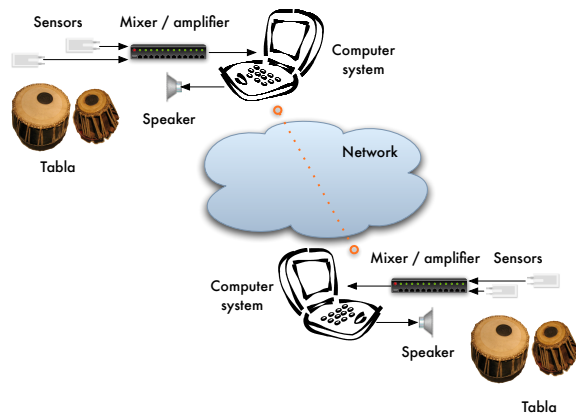 Sensors
Mixer / amplifier
Computer
system
Speaker
Tabla
Network
Mixer / amplifier
Sensors
Computer
system
Speaker
Tabla